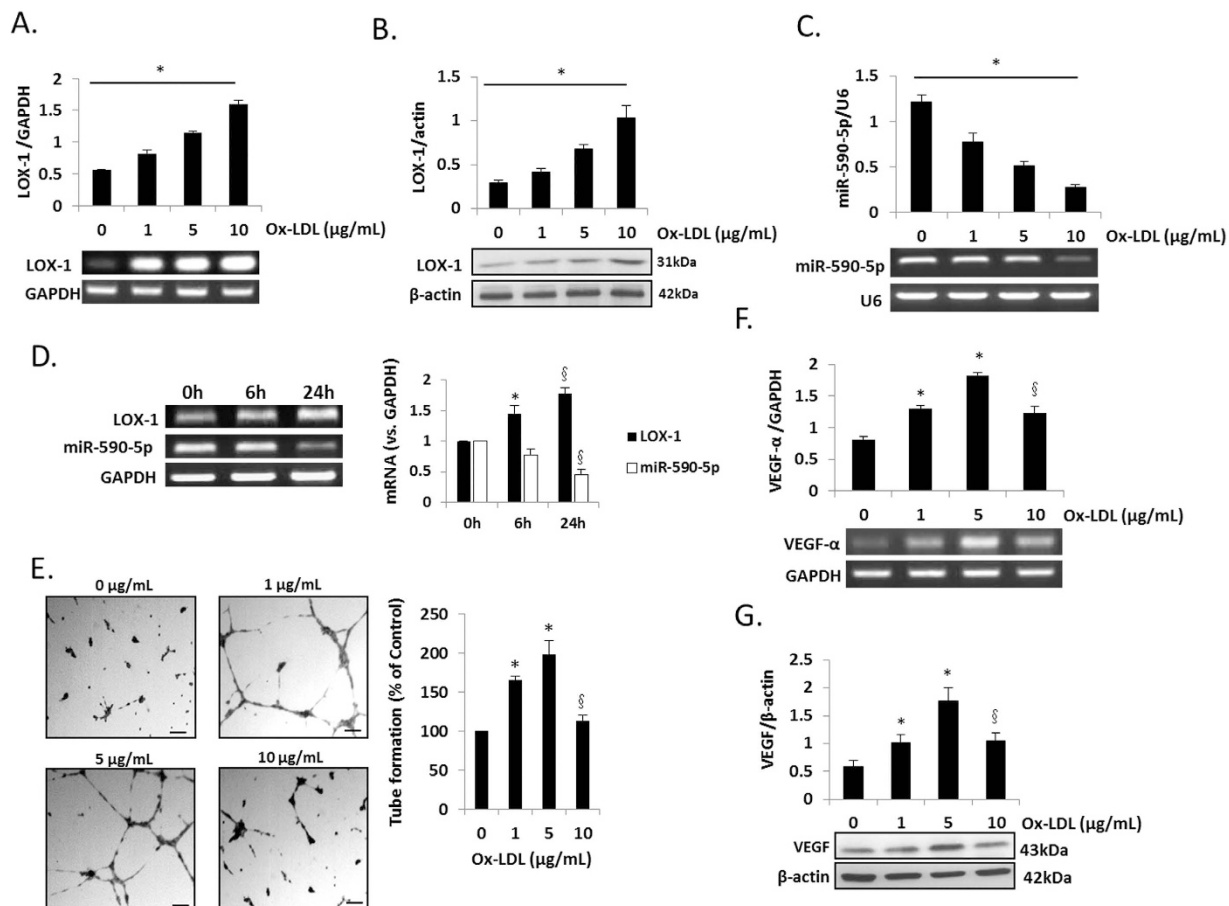 A.
*
LOX-1 /GAPDH
2
1.5
1
0.5
0
0 1 5 10 Ox-LDL (µg/mL)
LOX-1
GAPDH
B.
*
LOX-1/actin
1.5
1
0.5
0
0 1 5 10 Ox-LDL (µg/mL)
LOX-1 31kDa
β-actin 42kDa
C.
*
miR-590-5p/U6
1.5
1
0.5
0
0 1 5 10
Ox-LDL (µg/mL)
miR-590-5p
U6
D.
0h 6h 24h
LOX-1
miR-590-5p
GAPDH
mRNA (vs. GAPDH)
2
1.5
1
0.5
0
* § §
0h 6h 24h
LOX-1
miR-590-5p
E.
0 µg/mL 1 µg/mL
5 µg/mL 10 µg/mL
Tube formation (% of Control)
250
200
150
100
50
0
* * §
0 1 5 10
Ox-LDL (µg/mL)
F.
VEGF-α /GAPDH
2
1.5
1
0.5
0
* * §
0 1 5 10 Ox-LDL (µg/mL)
VEGF-α
GAPDH
G.
VEGF/β-actin
2.5
2
1.5
1
0.5
0
* * §
0 1 5 10 Ox-LDL (µg/mL)
VEGF 43kDa
β-actin 42kDa